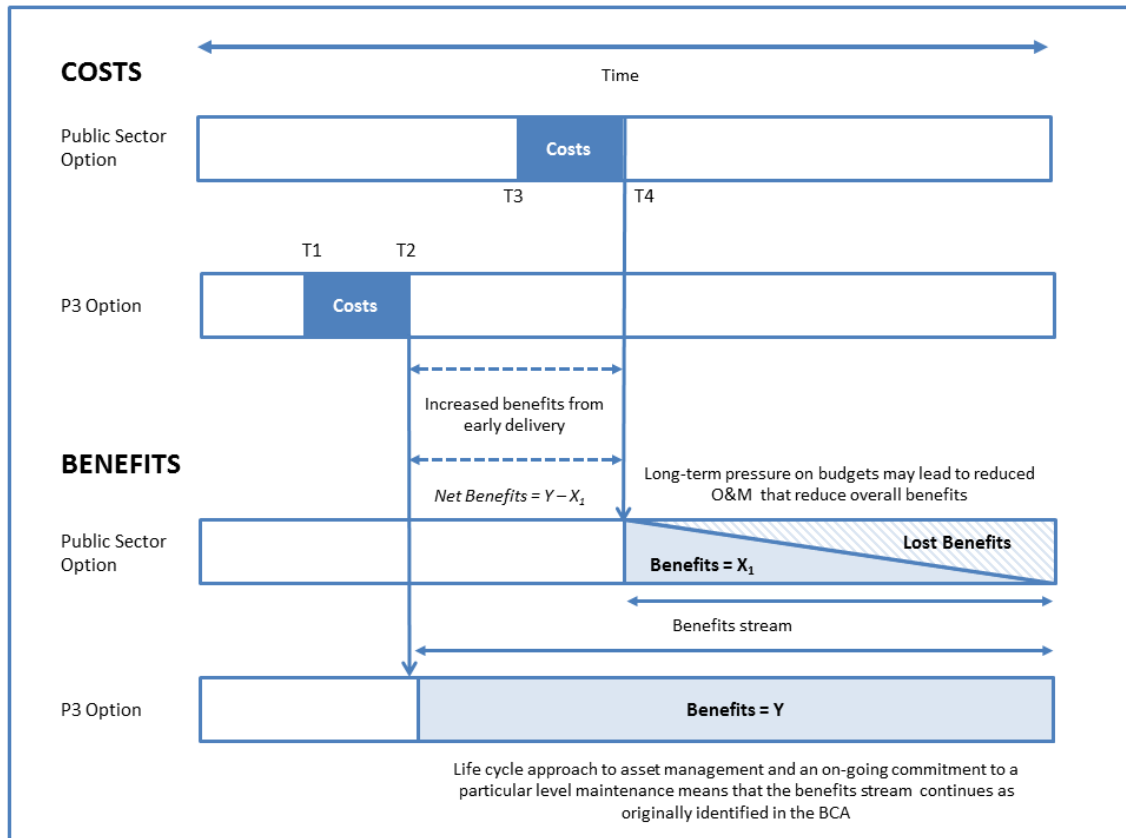 COSTS
Time
Public Sector
Option
Costs
T3
T4
T1
T2
P3 Option
Costs
Increased benefits from
early delivery
BENEFITS
Net Benefits = Y – X₁
Long-term pressure on budgets may lead to reduced
O&M that reduce overall benefits
Public Sector
Option
Lost Benefits
Benefits = X₁
Benefits stream
P3 Option
Benefits = Y
Life cycle approach to asset management and an on-going commitment to a
particular level maintenance means that the benefits stream continues as
originally identified in the BCA